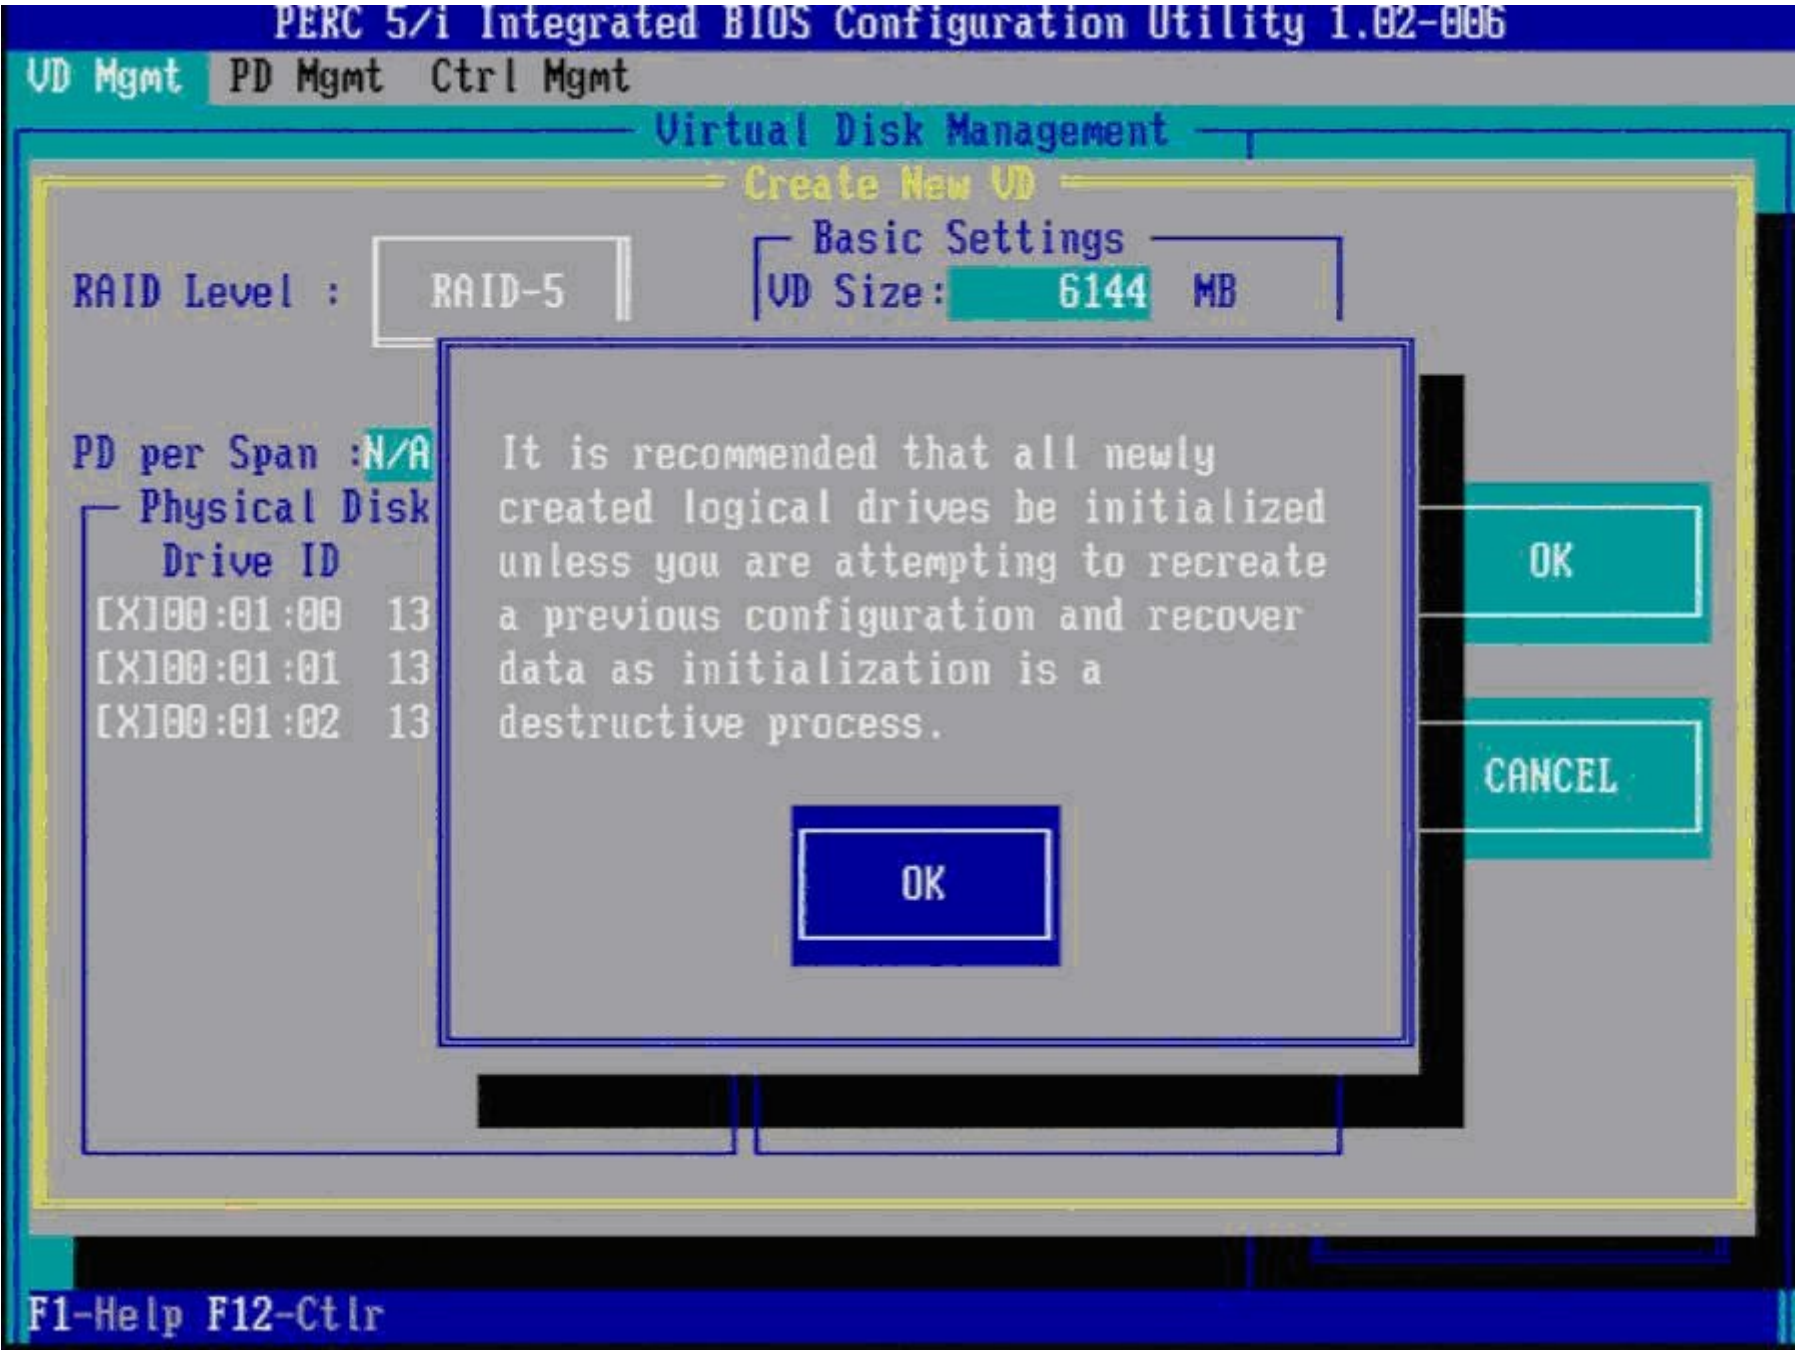 PERC 5/i Integrated BIOS Configuration Utility 1.02-006
VD Mgmt PD Mgmt Ctrl Mgmt
Virtual Disk Management
Create New VD
RAID Level : RAID-5
Basic Settings
VD Size: 6144 MB
PD per Span :N/A
Physical Disk
Drive ID
[X]00:01:00 13
[X]00:01:01 13
[X]00:01:02 13
It is recommended that all newly
created logical drives be initialized
unless you are attempting to recreate
a previous configuration and recover
data as initialization is a
destructive process.
OK
OK
CANCEL
F1-Help F12-Ctlr